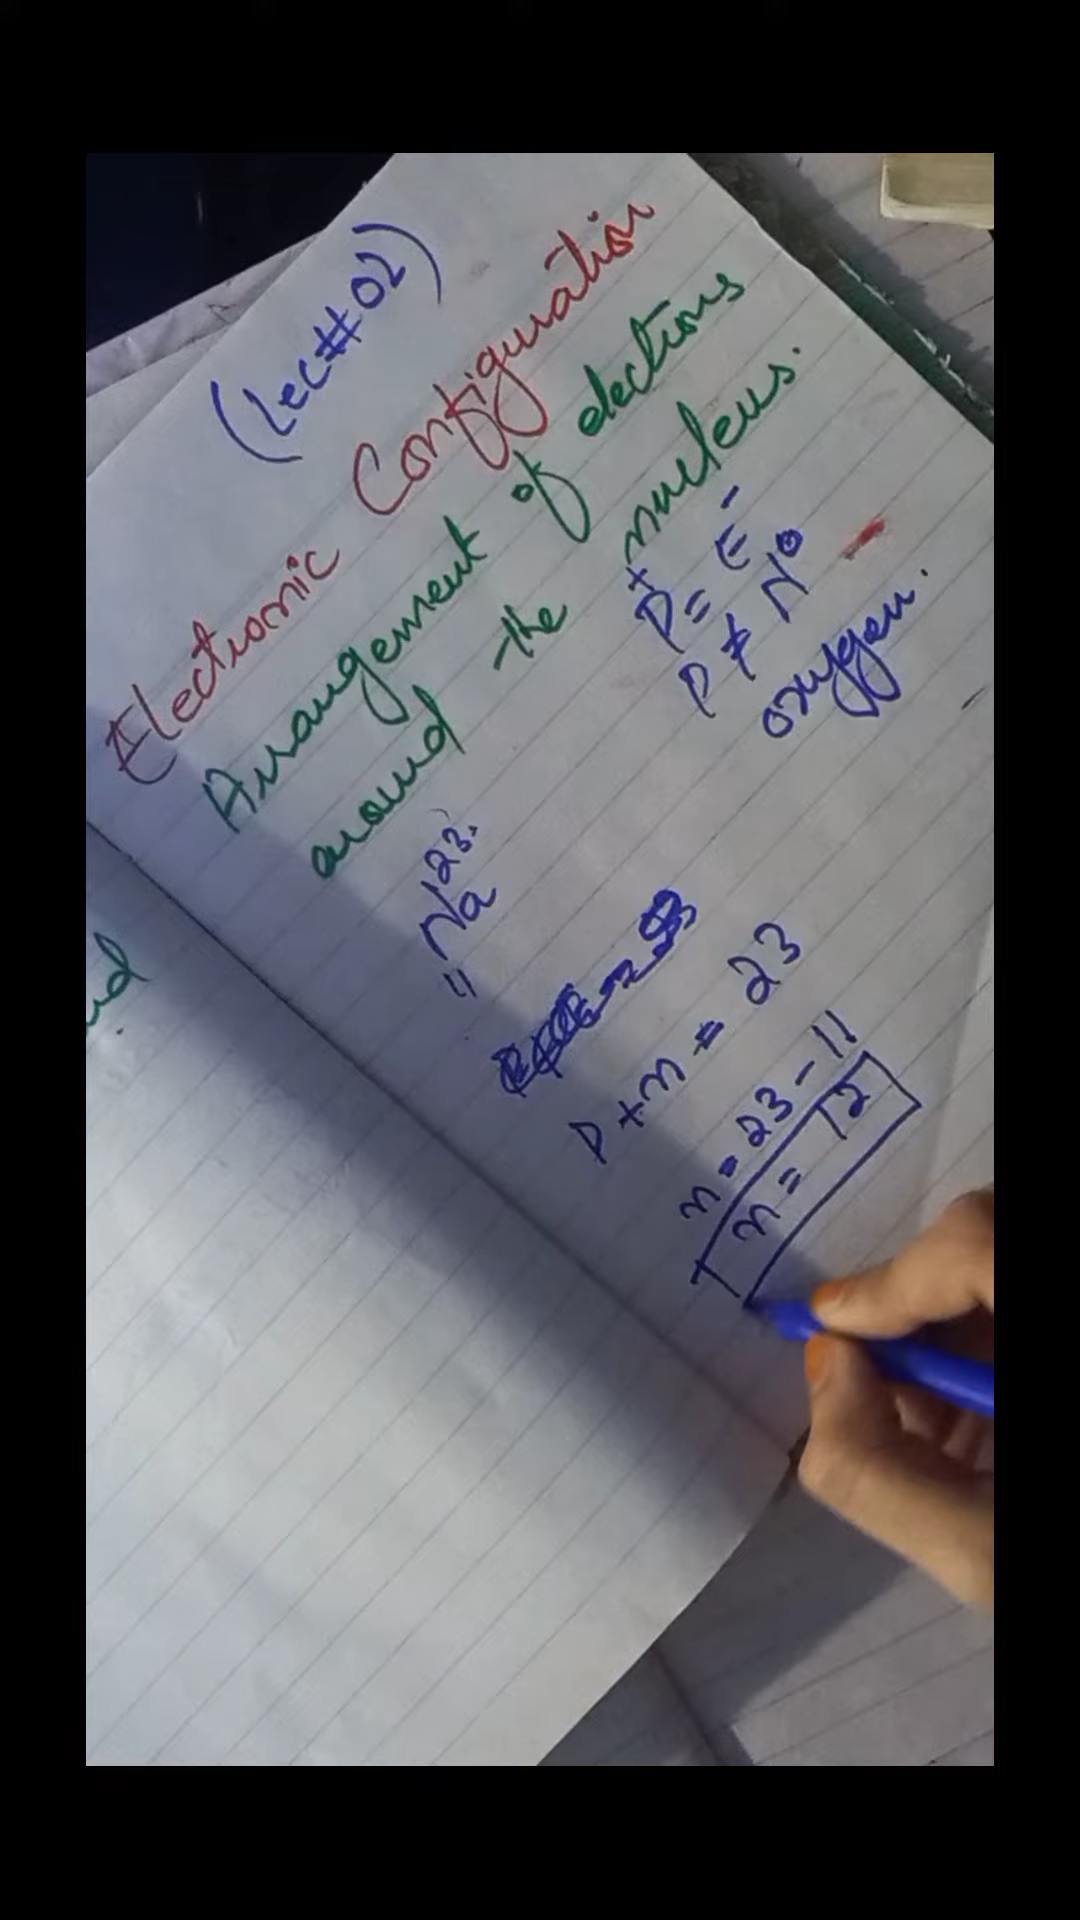 (Lec#02)
Electronic Configuration
Arrangement of electrons
around the nucleus.
P⁺ = E⁻
P ≠ N⁰
oxygen.
₁₁Na²³.
P+n = 23
n = 23 - 11
n = 12